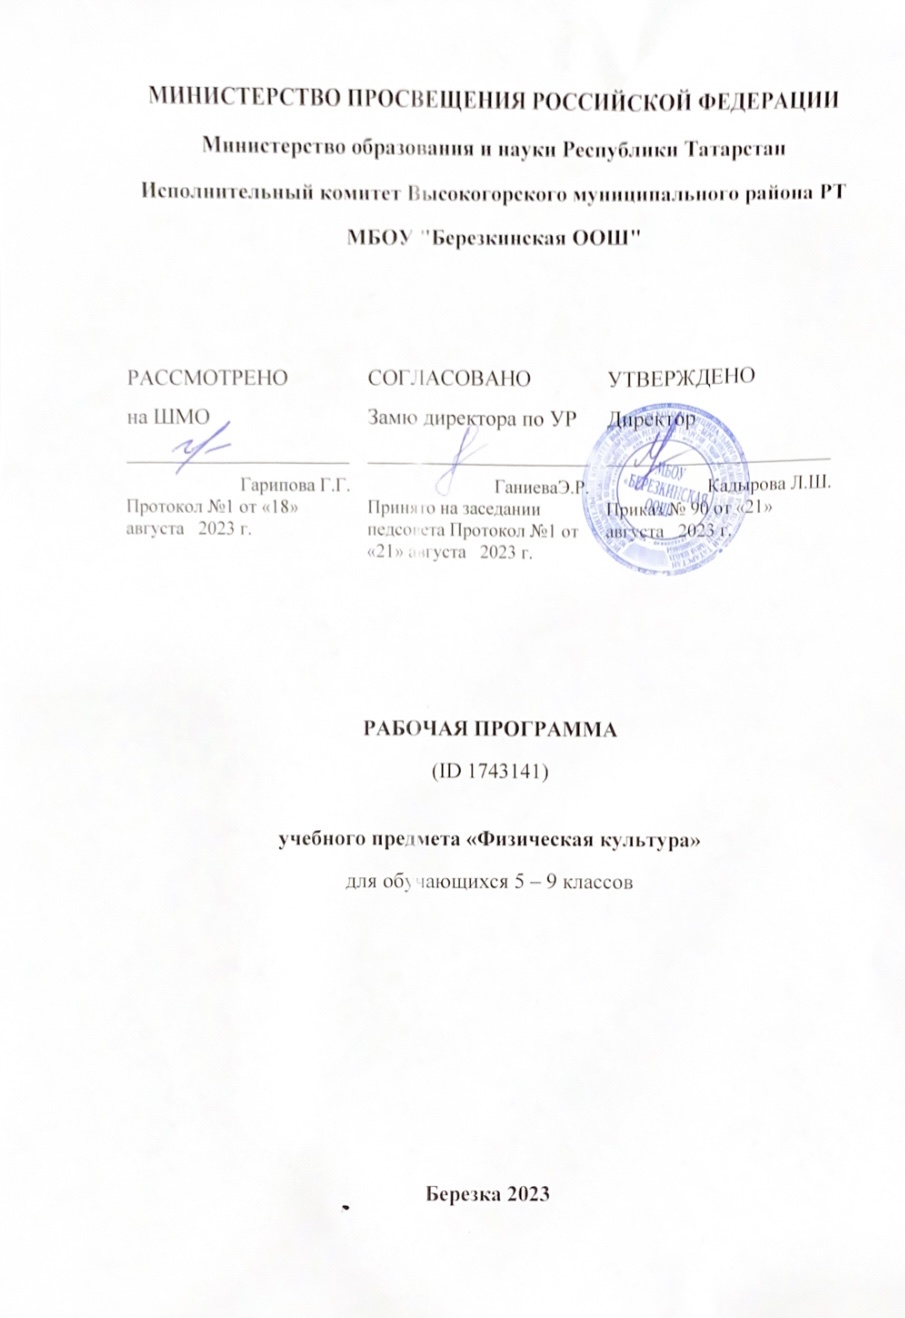 МИНИСТЕРСТВО ПРОСВЕЩЕНИЯ РОССИЙСКОЙ ФЕДЕРАЦИИ
Министерство образования и науки Республики Татарстан
Исполнительный комитет Высокогорского муниципального района РТ
МБОУ "Березкинская ООШ"
РАССМОТРЕНО
на ШМО
Гарипова Г.Г.
Протокол №1 от «18»
августа 2023 г.
СОГЛАСОВАНО
Замю директора по УР
ГаниеваЭ.Р.
Принято на заседании
педсовета Протокол №1 от
«21» августа 2023 г.
УТВЕРЖДЕНО
Директор
Кадырова Л.Ш.
Приказ № 90 от «21»
августа 2023 г.
МБОУ
«БЕРЕЗКИНСКАЯ
РАБОЧАЯ ПРОГРАММА
(ID 1743141)
учебного предмета «Физическая культура»
для обучающихся 5 – 9 классов
Березка 2023